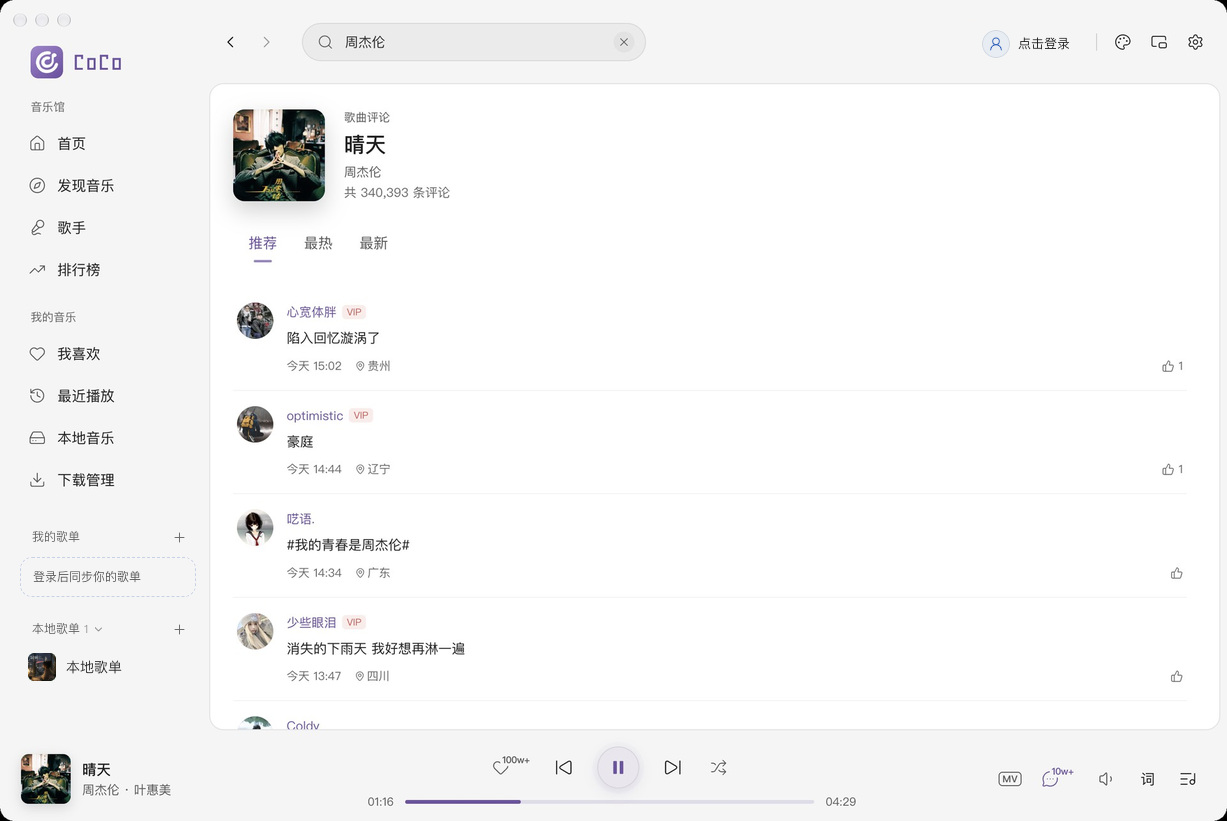 周杰伦
点击登录
CoCo
音乐馆
首页
发现音乐
歌手
排行榜
我的音乐
我喜欢
最近播放
本地音乐
下载管理
我的歌单
登录后同步你的歌单
本地歌单 1
本地歌单
歌曲评论
晴天
周杰伦
共 340,393 条评论
推荐 最热 最新
心宽体胖 VIP
陷入回忆漩涡了
今天 15:02 贵州 1
optimistic VIP
豪庭
今天 14:44 辽宁 1
呓语.
#我的青春是周杰伦#
今天 14:34 广东
少些眼泪 VIP
消失的下雨天 我好想再淋一遍
今天 13:47 四川
Coldy
晴天
周杰伦 · 叶惠美
100w+
01:16 04:29
MV 10w+ 词